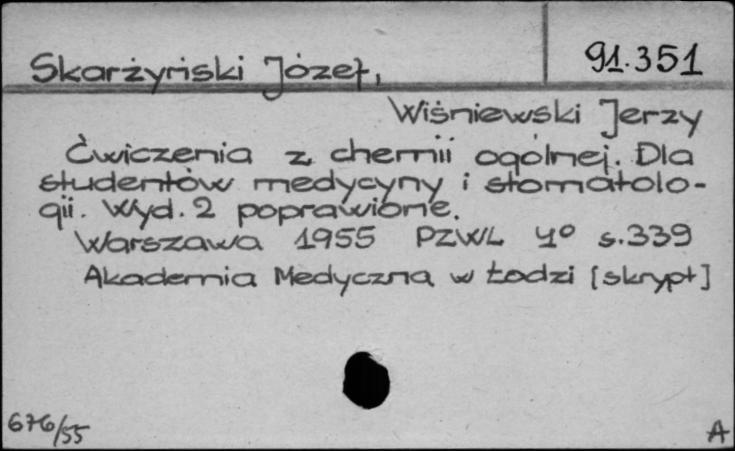 Skarżyński Józef,
91.351
Wiśniewski Jerzy
Ćwiczenia z chemii ogólnej. Dla
studentów medycyny i stomatolo-
gii. Wyd. 2 poprawione.
Warszawa 1955 PZWL 4° s.339
Akademia Medyczna w Łodzi [skrypt]
676/55
A